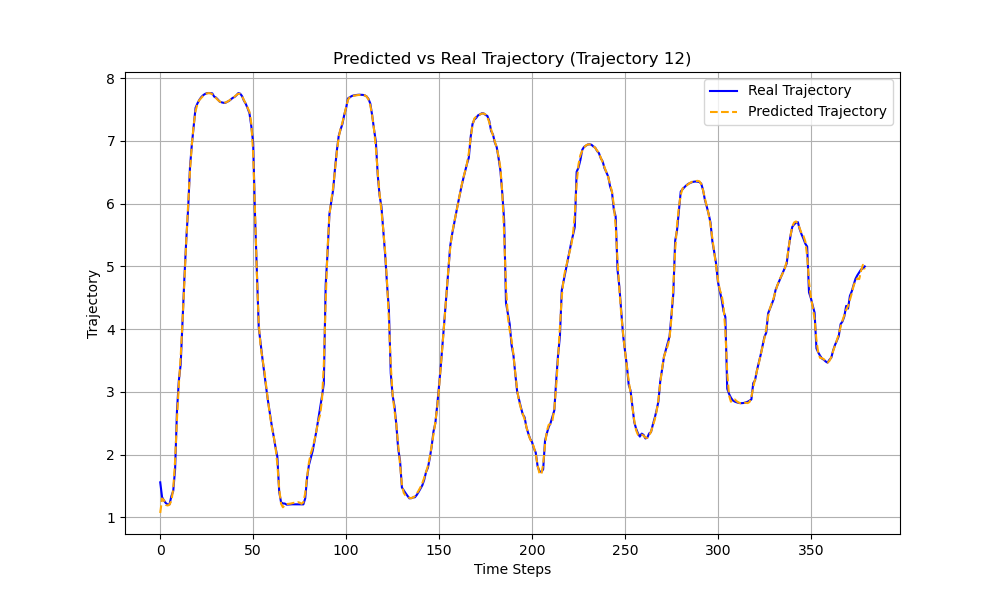 Predicted vs Real Trajectory (Trajectory 12)
Real Trajectory
Predicted Trajectory
Trajectory
8
7
6
5
4
3
2
1
0 50 100 150 200 250 300 350
Time Steps